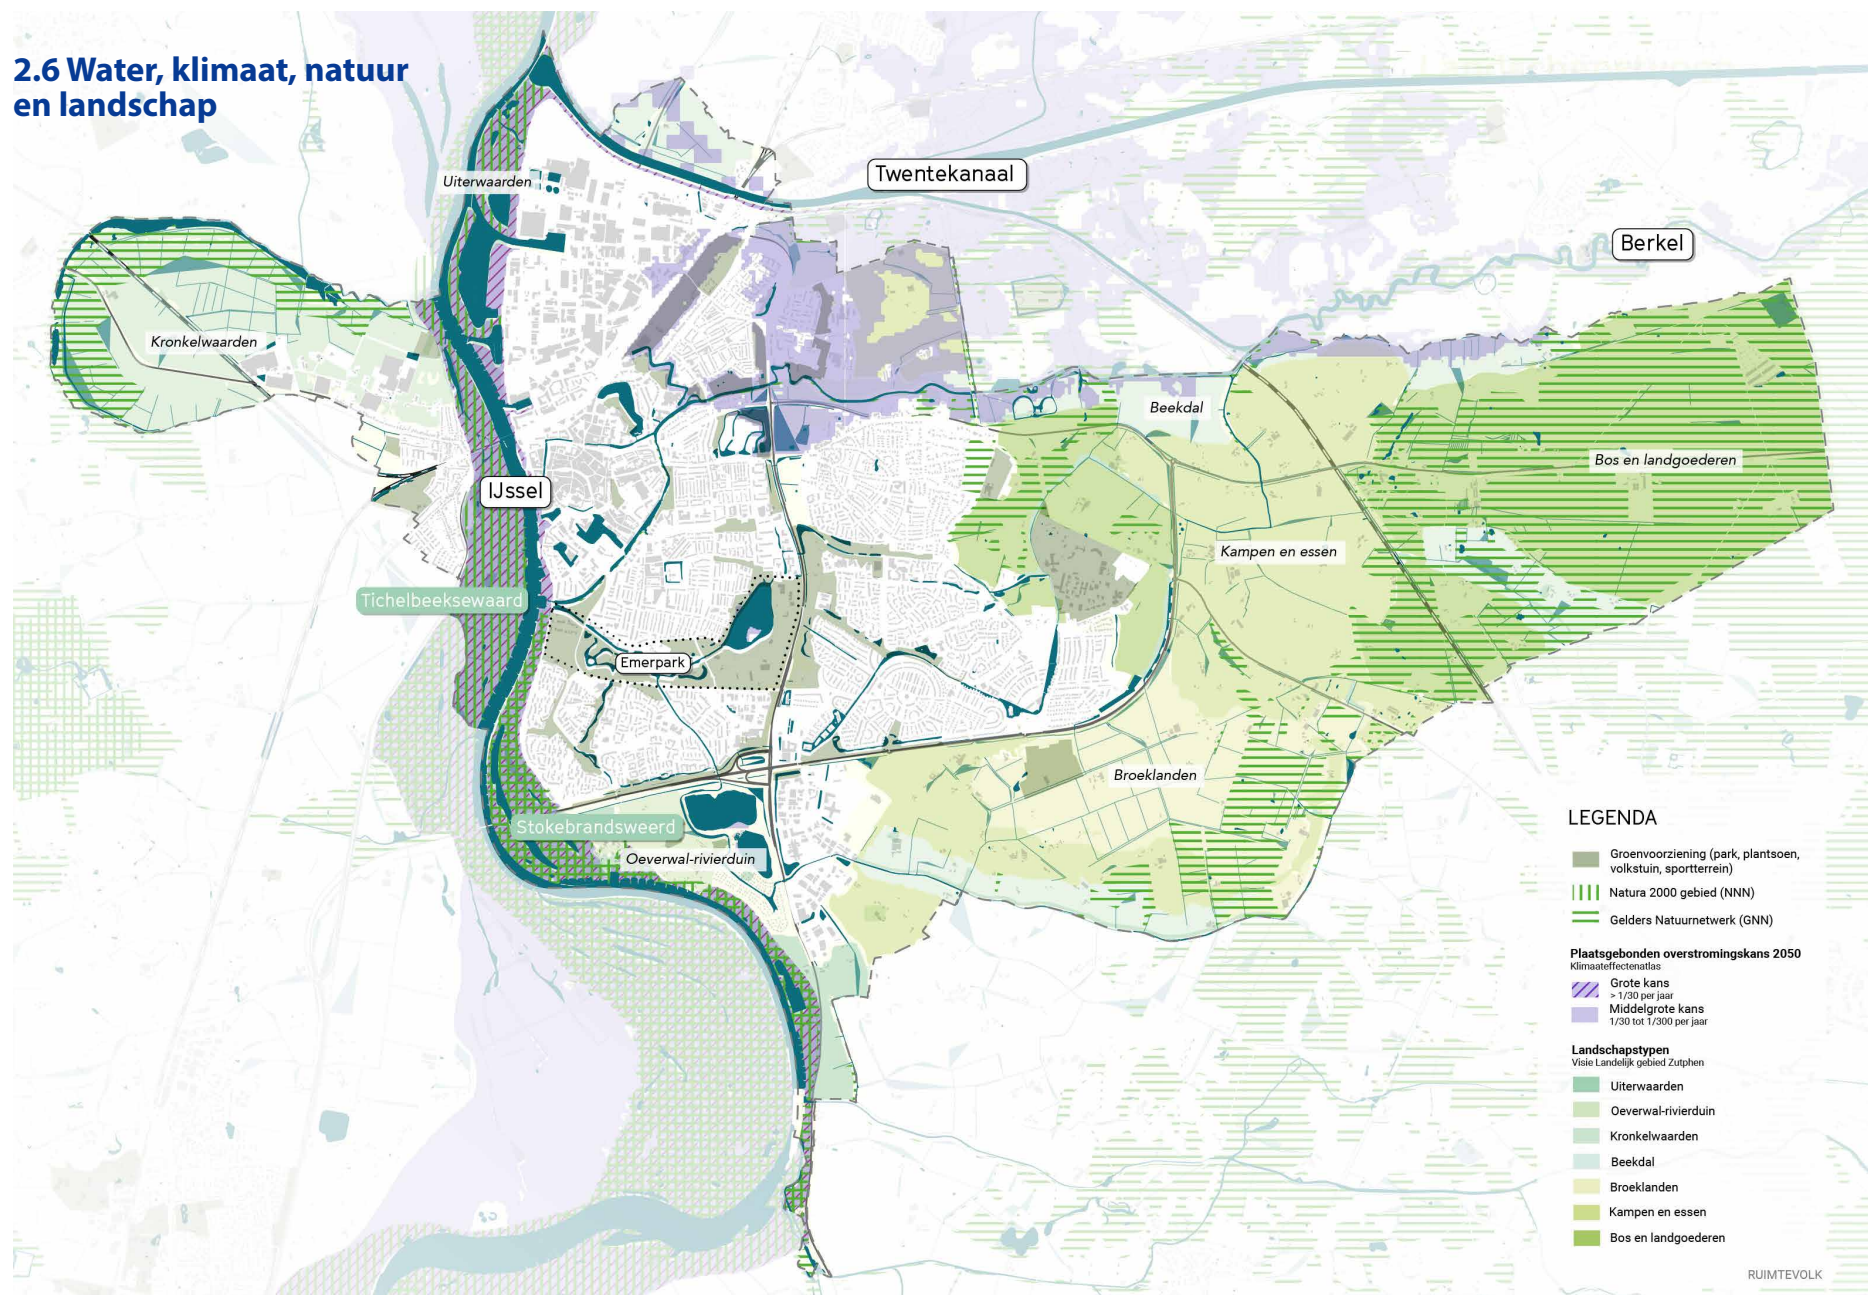 2.6 Water, klimaat, natuur
en landschap
Uiterwaarden
Twentekanaal
Berkel
Kronkelwaarden
Beekdal
Bos en landgoederen
IJssel
Kampen en essen
Tichelbeeksewaard
Emerpark
Broeklanden
Stokebrandsweerd
Oeverwal-rivierduin
LEGENDA
Groenvoorziening (park, plantsoen,
volkstuin, sportterrein)
Natura 2000 gebied (NNN)
Gelders Natuurnetwerk (GNN)
Plaatsgebonden overstromingskans 2050
Klimaateffectenatlas
Grote kans
> 1/30 per jaar
Middelgrote kans
1/30 tot 1/300 per jaar
Landschapstypen
Visie Landelijk gebied Zutphen
Uiterwaarden
Oeverwal-rivierduin
Kronkelwaarden
Beekdal
Broeklanden
Kampen en essen
Bos en landgoederen
RUIMTEVOLK